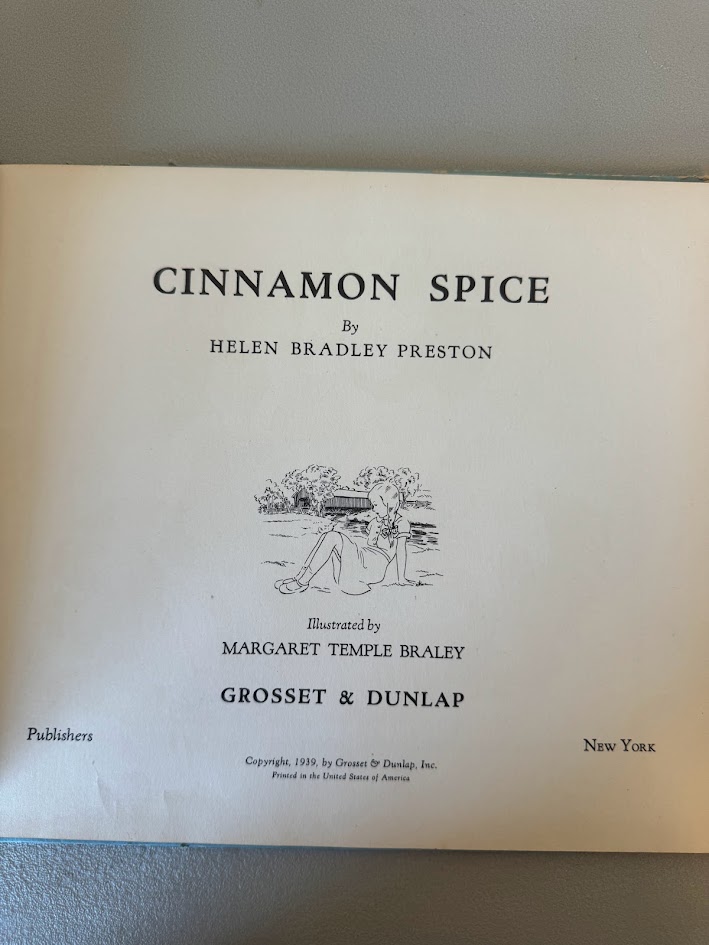 CINNAMON SPICE
By
HELEN BRADLEY PRESTON
Illustrated by
MARGARET TEMPLE BRALEY
GROSSET & DUNLAP
Publishers
NEW YORK
Copyright, 1939, by Grosset & Dunlap, Inc.
Printed in the United States of America